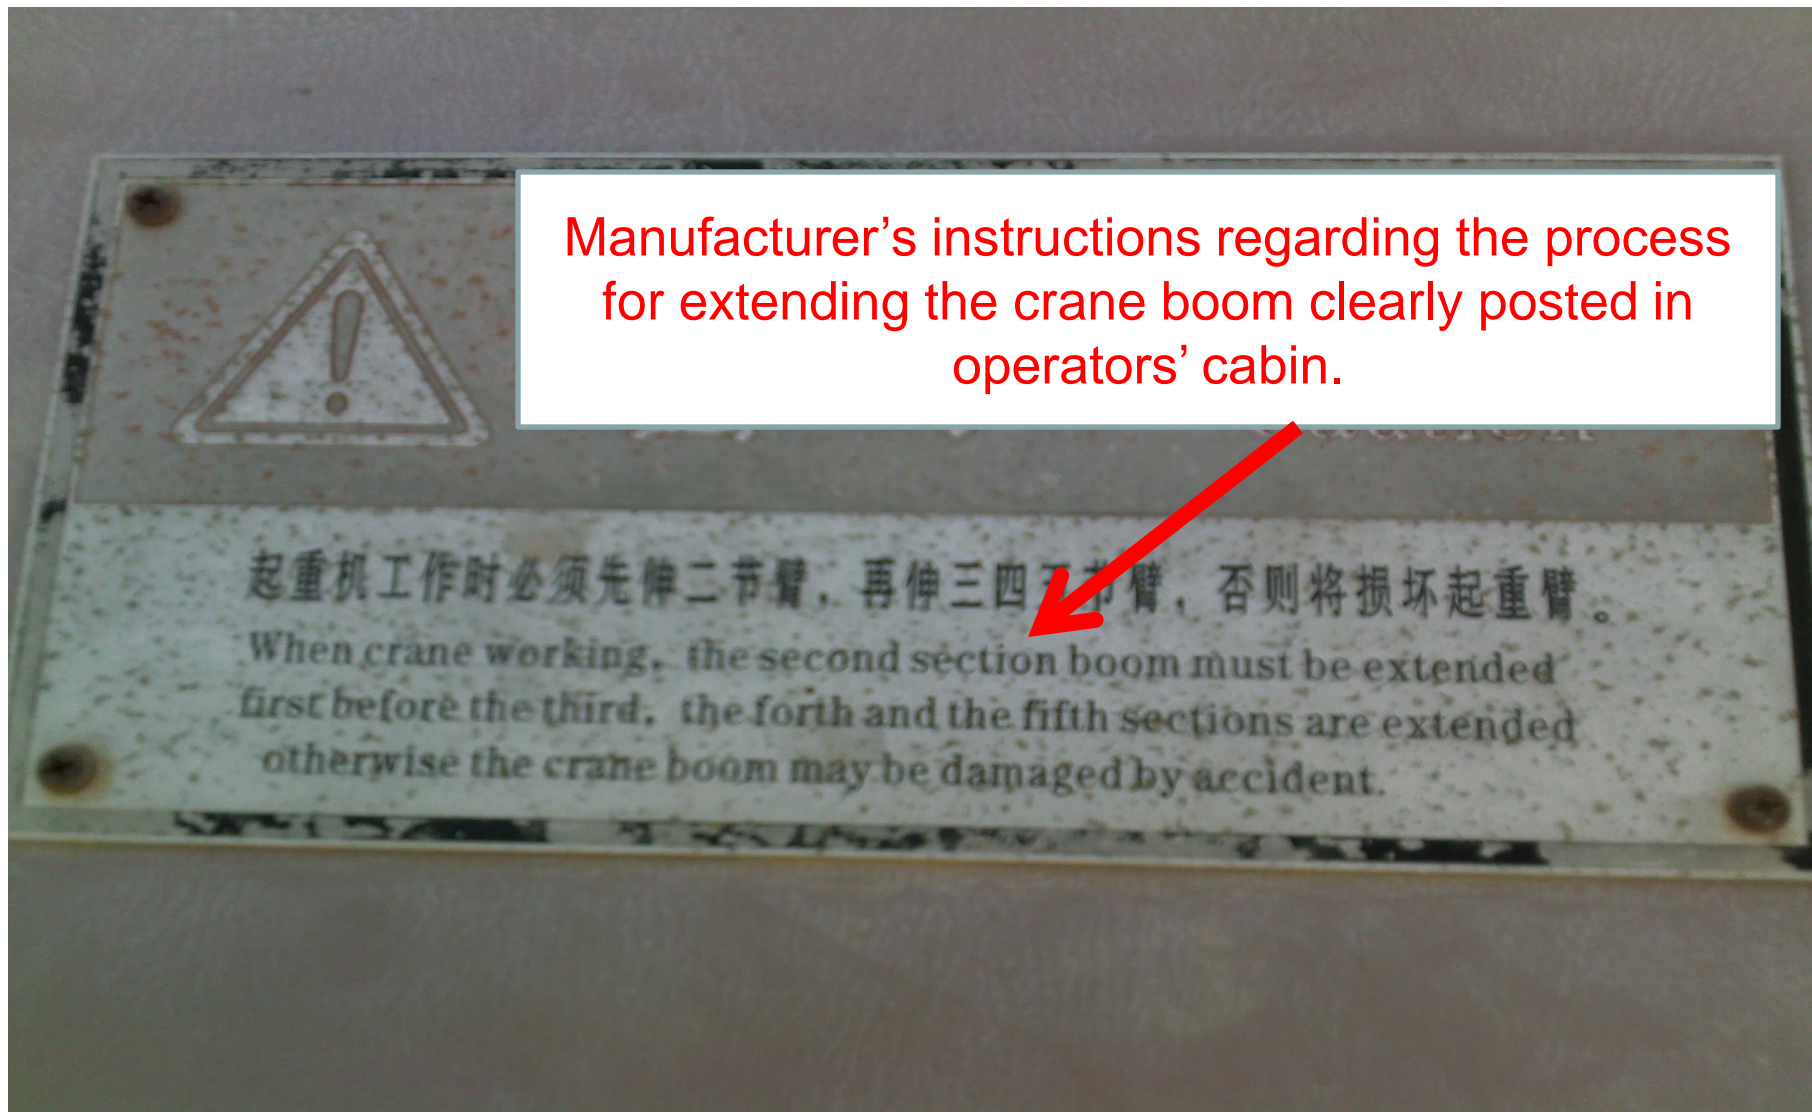 Manufacturer’s instructions regarding the process
for extending the crane boom clearly posted in
operators’ cabin.
起重机工作时必须先伸二节臂，再伸三四五节臂，否则将损坏起重臂。
When crane working, the second section boom must be extended
first before the third, the forth and the fifth sections are extended
otherwise the crane boom may be damaged by accident.